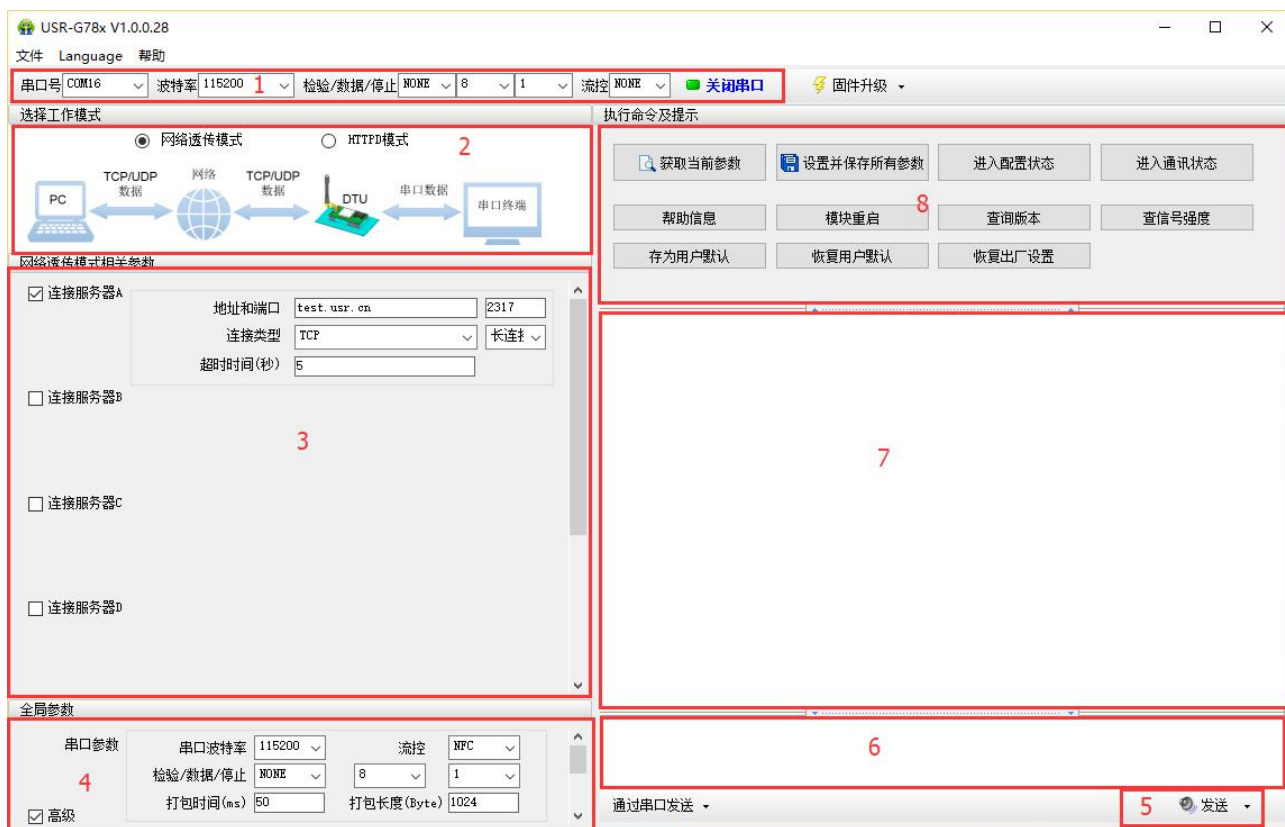 USR-G78x V1.0.0.28
文件 Language 帮助
串口号 COM16 波特率 115200 1 检验/数据/停止 NONE 8 1 流控 NONE 关闭串口 固件升级
选择工作模式
网络透传模式 HTTPD模式 2
PC
TCP/UDP
数据
网络
TCP/UDP
数据
DTU
串口数据
串口终端
网络透传模式相关参数
连接服务器A
地址和端口 test.usr.cn 2317
连接类型 TCP 长连接
超时时间(秒) 5
连接服务器B
3
连接服务器C
连接服务器D
全局参数
串口参数 串口波特率 115200 流控 NFC
4 检验/数据/停止 NONE 8 1
高级 打包时间(ms) 50 打包长度(Byte) 1024
执行命令及提示
获取当前参数 设置并保存所有参数 进入配置状态 进入通讯状态
8
帮助信息 模块重启 查询版本 查信号强度
存为用户默认 恢复用户默认 恢复出厂设置
7
6
通过串口发送 5 发送